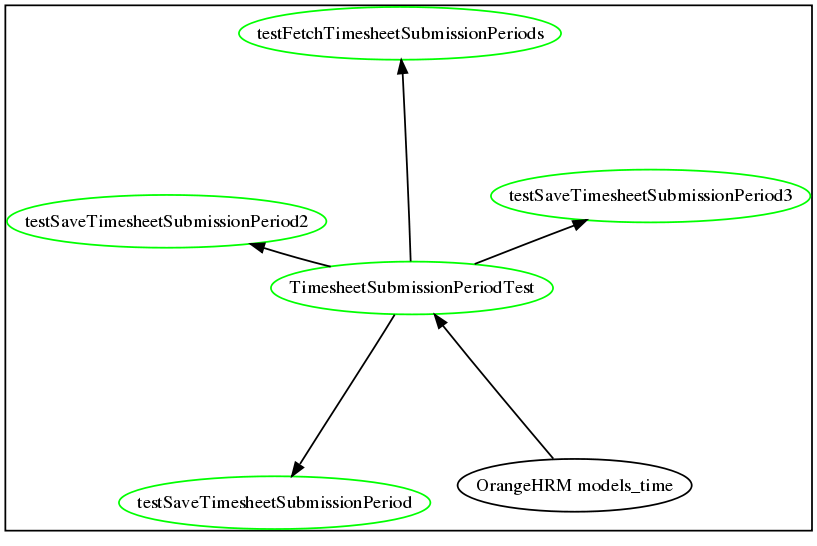 testFetchTimesheetSubmissionPeriods
testSaveTimesheetSubmissionPeriod3
testSaveTimesheetSubmissionPeriod2
TimesheetSubmissionPeriodTest
OrangeHRM models_time
testSaveTimesheetSubmissionPeriod